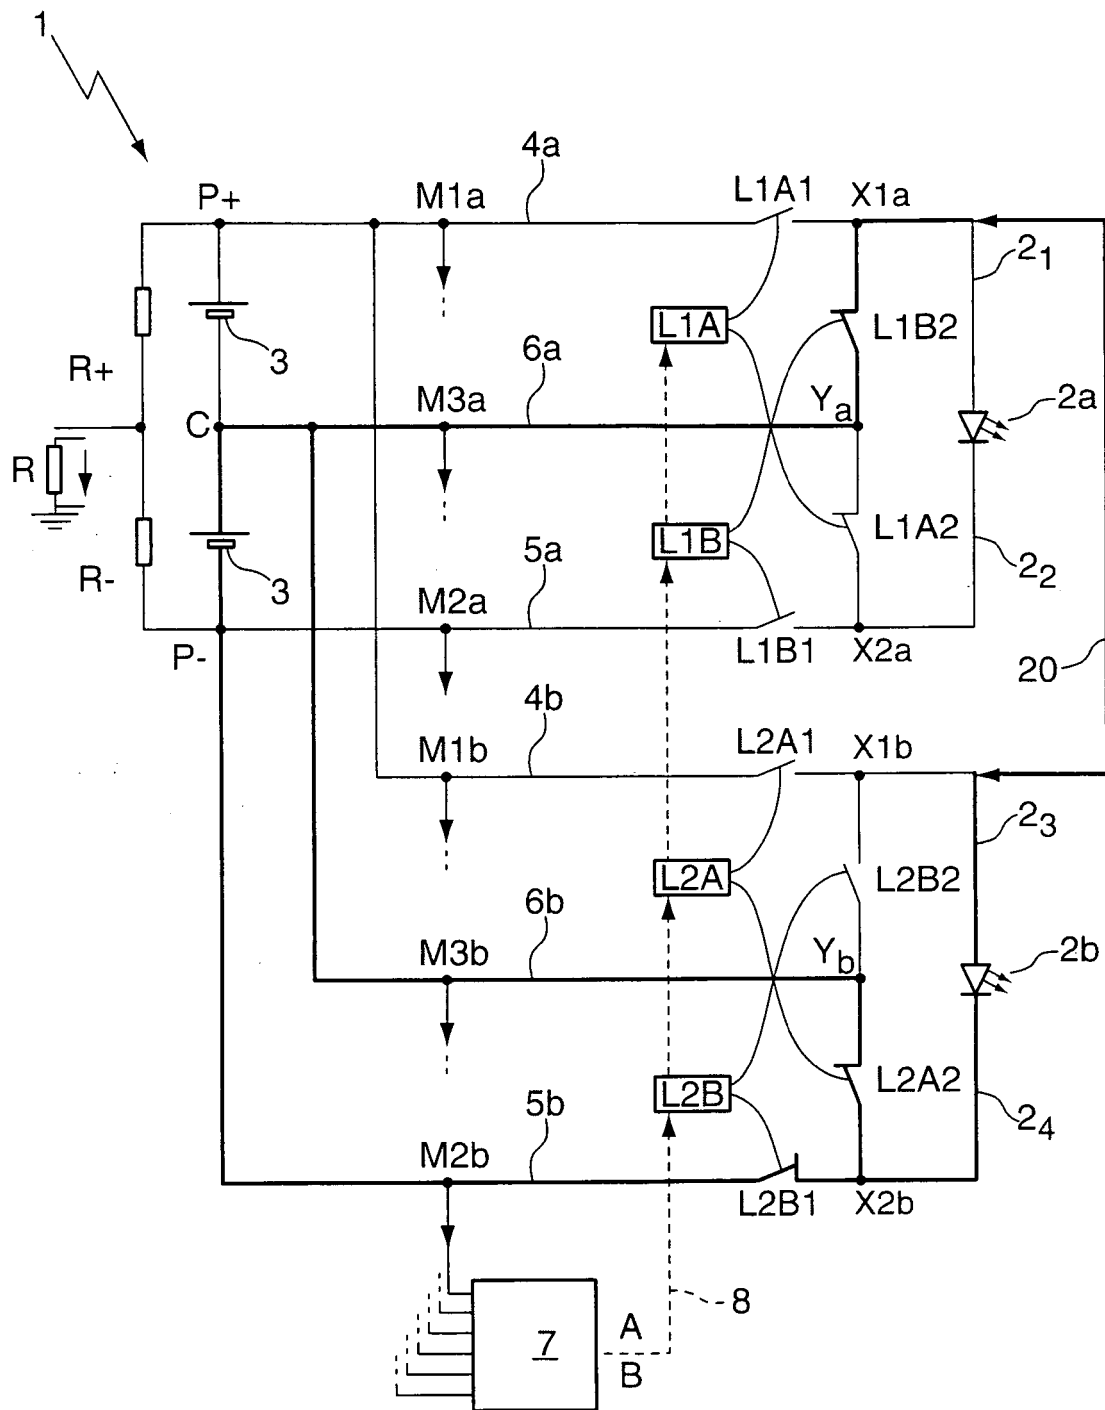 1
4a
P+
M1a
L1A1
X1a
2₁
L1A
L1B2
3
6a
R+
2a
M3a
Yₐ
C
R
L1B
L1A2
5a
R-
3
2₂
M2a
P-
L1B1
X2a
20
4b
M1b
L2A1
X1b
2₃
L2A
L2B2
6b
M3b
Y_b
2b
L2B
L2A2
5b
2₄
M2b
L2B1
X2b
8
A
7
B